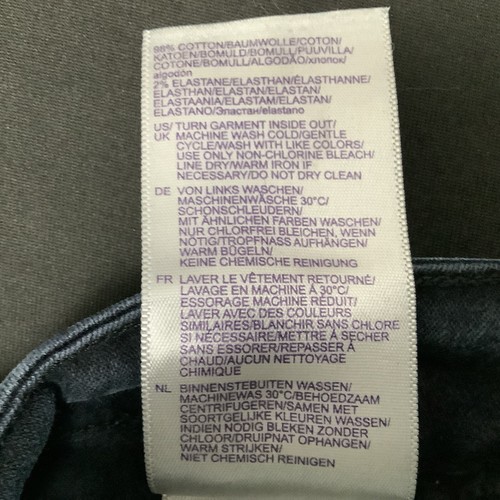 98% COTTON/BAUMWOLLE/COTON/
KATOEN/BOMULD/BOMULL/PUUVILLA/
COTONE/BOMULL/ALGODÃO/хлопок/
algodón
2% ELASTANE/ELASTHAN/ÉLASTHANNE/
ELASTHAN/ELASTAN/ELASTAN/
ELASTAANIA/ELASTAM/ELASTAN/
ELASTANO/Эластан/elastano
US/ TURN GARMENT INSIDE OUT/
UK MACHINE WASH COLD/GENTLE
CYCLE/WASH WITH LIKE COLORS/
USE ONLY NON-CHLORINE BLEACH/
LINE DRY/WARM IRON IF
NECESSARY/DO NOT DRY CLEAN
DE VON LINKS WASCHEN/
MASCHINENWÄSCHE 30°C/
SCHONSCHLEUDERN/
MIT ÄHNLICHEN FARBEN WASCHEN/
NUR CHLORFREI BLEICHEN, WENN
NÖTIG/TROPFNASS AUFHÄNGEN/
WARM BÜGELN/
KEINE CHEMISCHE REINIGUNG
FR LAVER LE VÊTEMENT RETOURNÉ/
LAVAGE EN MACHINE À 30°C/
ESSORAGE MACHINE RÉDUIT/
LAVER AVEC DES COULEURS
SIMILAIRES/BLANCHIR SANS CHLORE
SI NÉCESSAIRE/METTRE À SÉCHER
SANS ESSORER/REPASSER À
CHAUD/AUCUN NETTOYAGE
CHIMIQUE
NL BINNENSTEBUITEN WASSEN/
MACHINEWAS 30°C/BEHOEDZAAM
CENTRIFUGEREN/SAMEN MET
SOORTGELIJKE KLEUREN WASSEN/
INDIEN NODIG BLEKEN ZONDER
CHLOOR/DRUIPNAT OPHANGEN/
WARM STRIJKEN/
NIET CHEMISCH REINIGEN